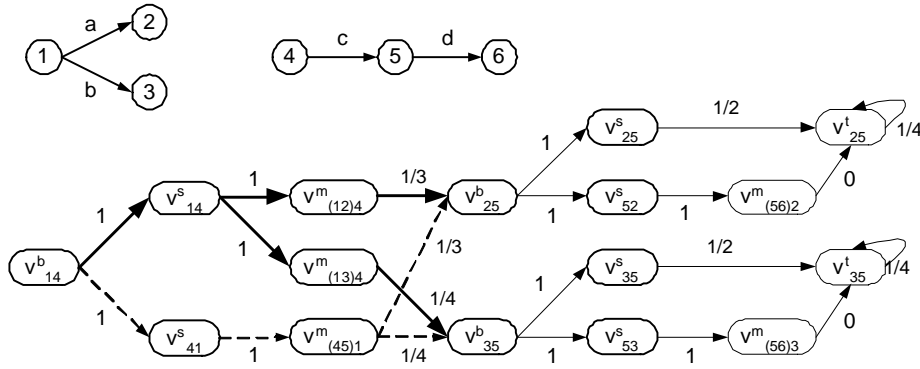 a
2
1
b
3
c
d
4
5
6
1/2
v^s_25
v^t_25
1/4
1
1/3
1
1
0
v^s_14
v^m_(12)4
v^b_25
v^s_52
v^m_(56)2
1
1
1/3
1/2
v^b_14
v^m_(13)4
v^s_35
v^t_35
1/4
1
1/4
1
0
v^s_41
v^m_(45)1
v^b_35
v^s_53
v^m_(56)3
1
1/4
1
1